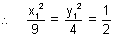 ∴ x₁²/9 = y₁²/4 = 1/2